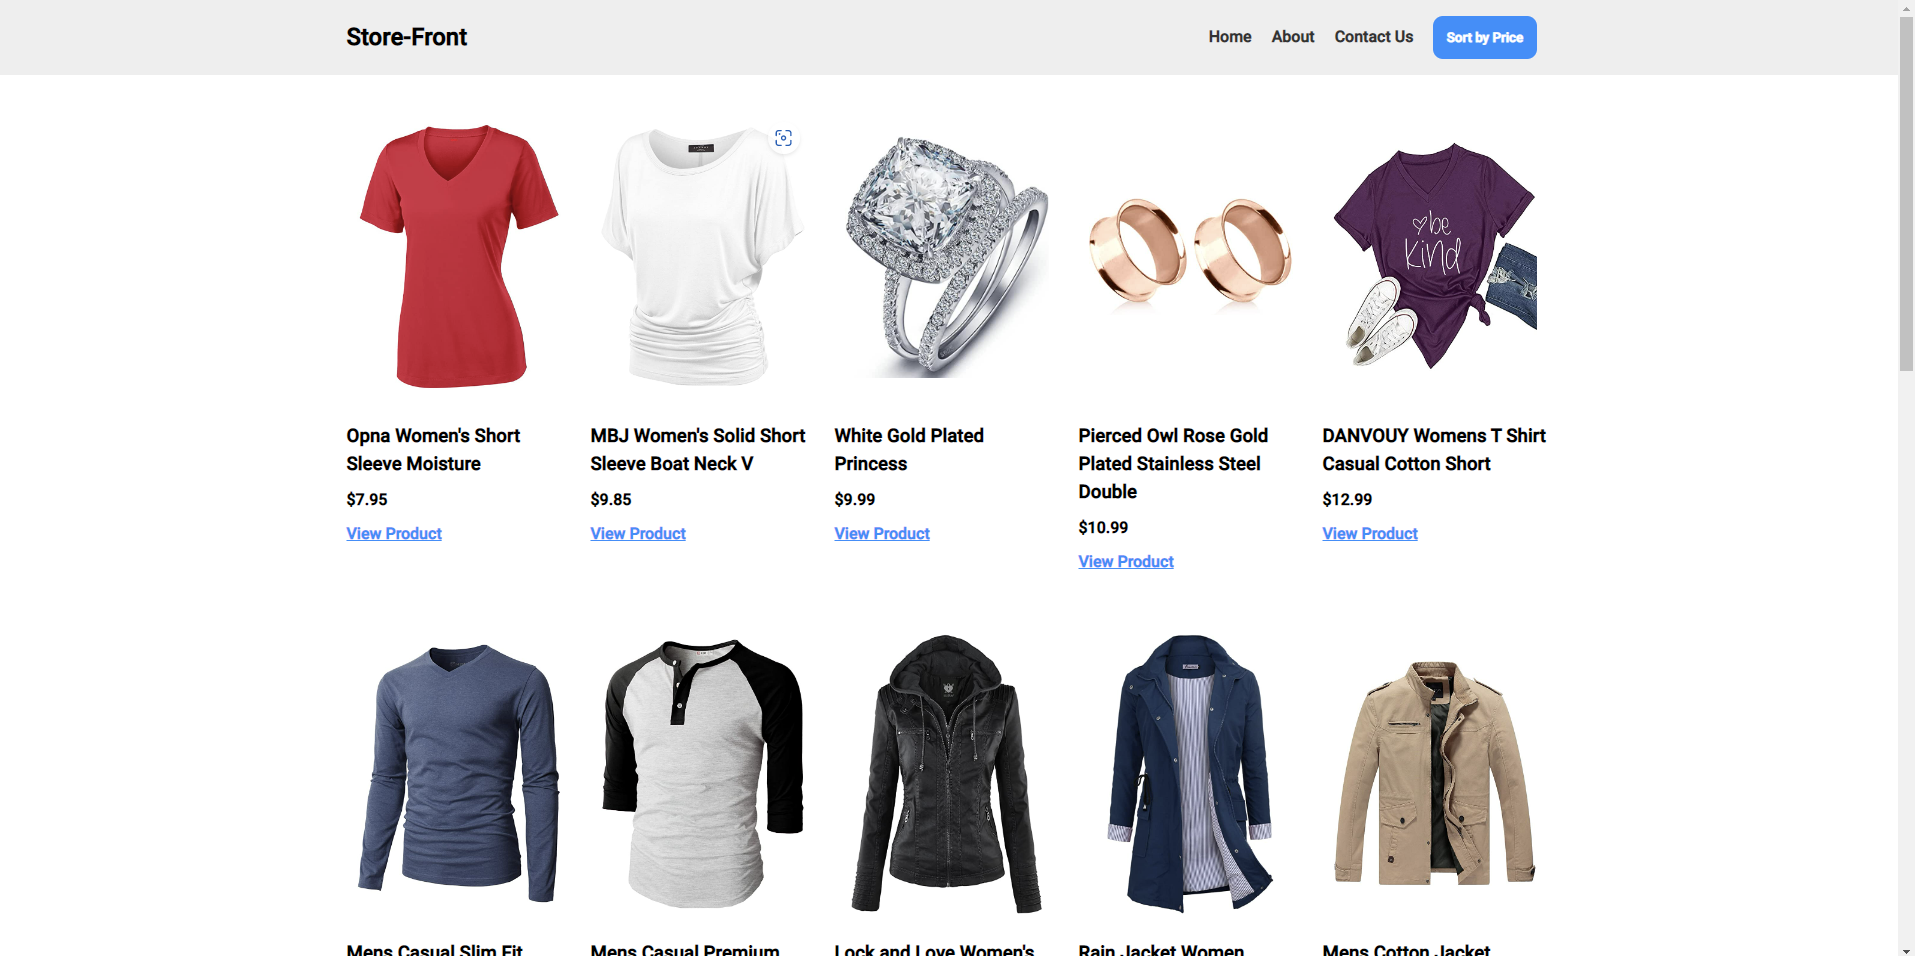 Store-Front
Home About Contact Us Sort by Price
be
kind
Opna Women's Short
Sleeve Moisture
$7.95
View Product
MBJ Women's Solid Short
Sleeve Boat Neck V
$9.85
View Product
White Gold Plated
Princess
$9.99
View Product
Pierced Owl Rose Gold
Plated Stainless Steel
Double
$10.99
View Product
DANVOUY Womens T Shirt
Casual Cotton Short
$12.99
View Product
Mens Casual Slim Fit
Mens Casual Premium
Lock and Love Women's
Rain Jacket Women
Mens Cotton Jacket